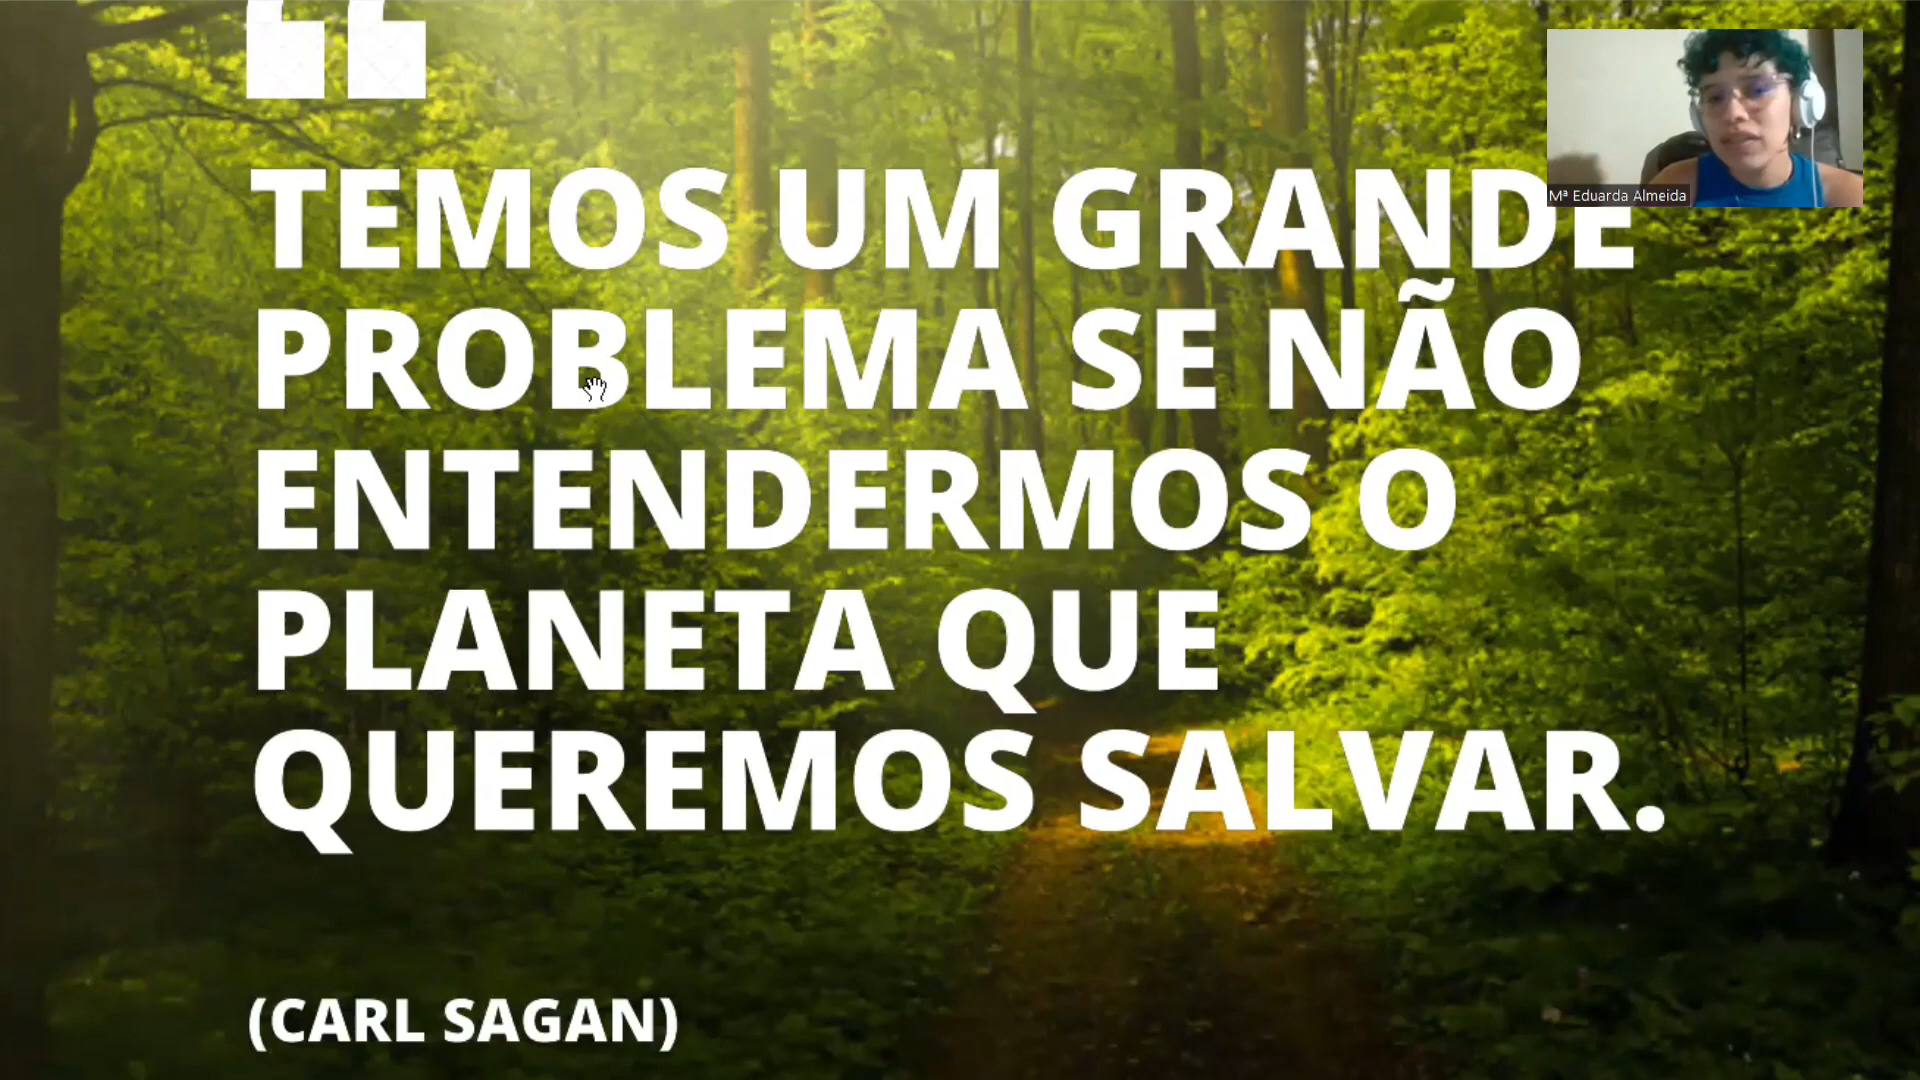 “
TEMOS UM GRANDE
PROBLEMA SE NÃO
ENTENDERMOS O
PLANETA QUE
QUEREMOS SALVAR.
(CARL SAGAN)
Mª Eduarda Almeida